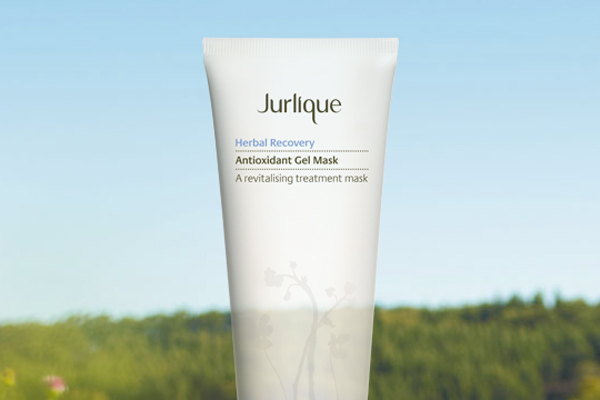 Jurlique
Herbal Recovery
Antioxidant Gel Mask
A revitalising treatment mask